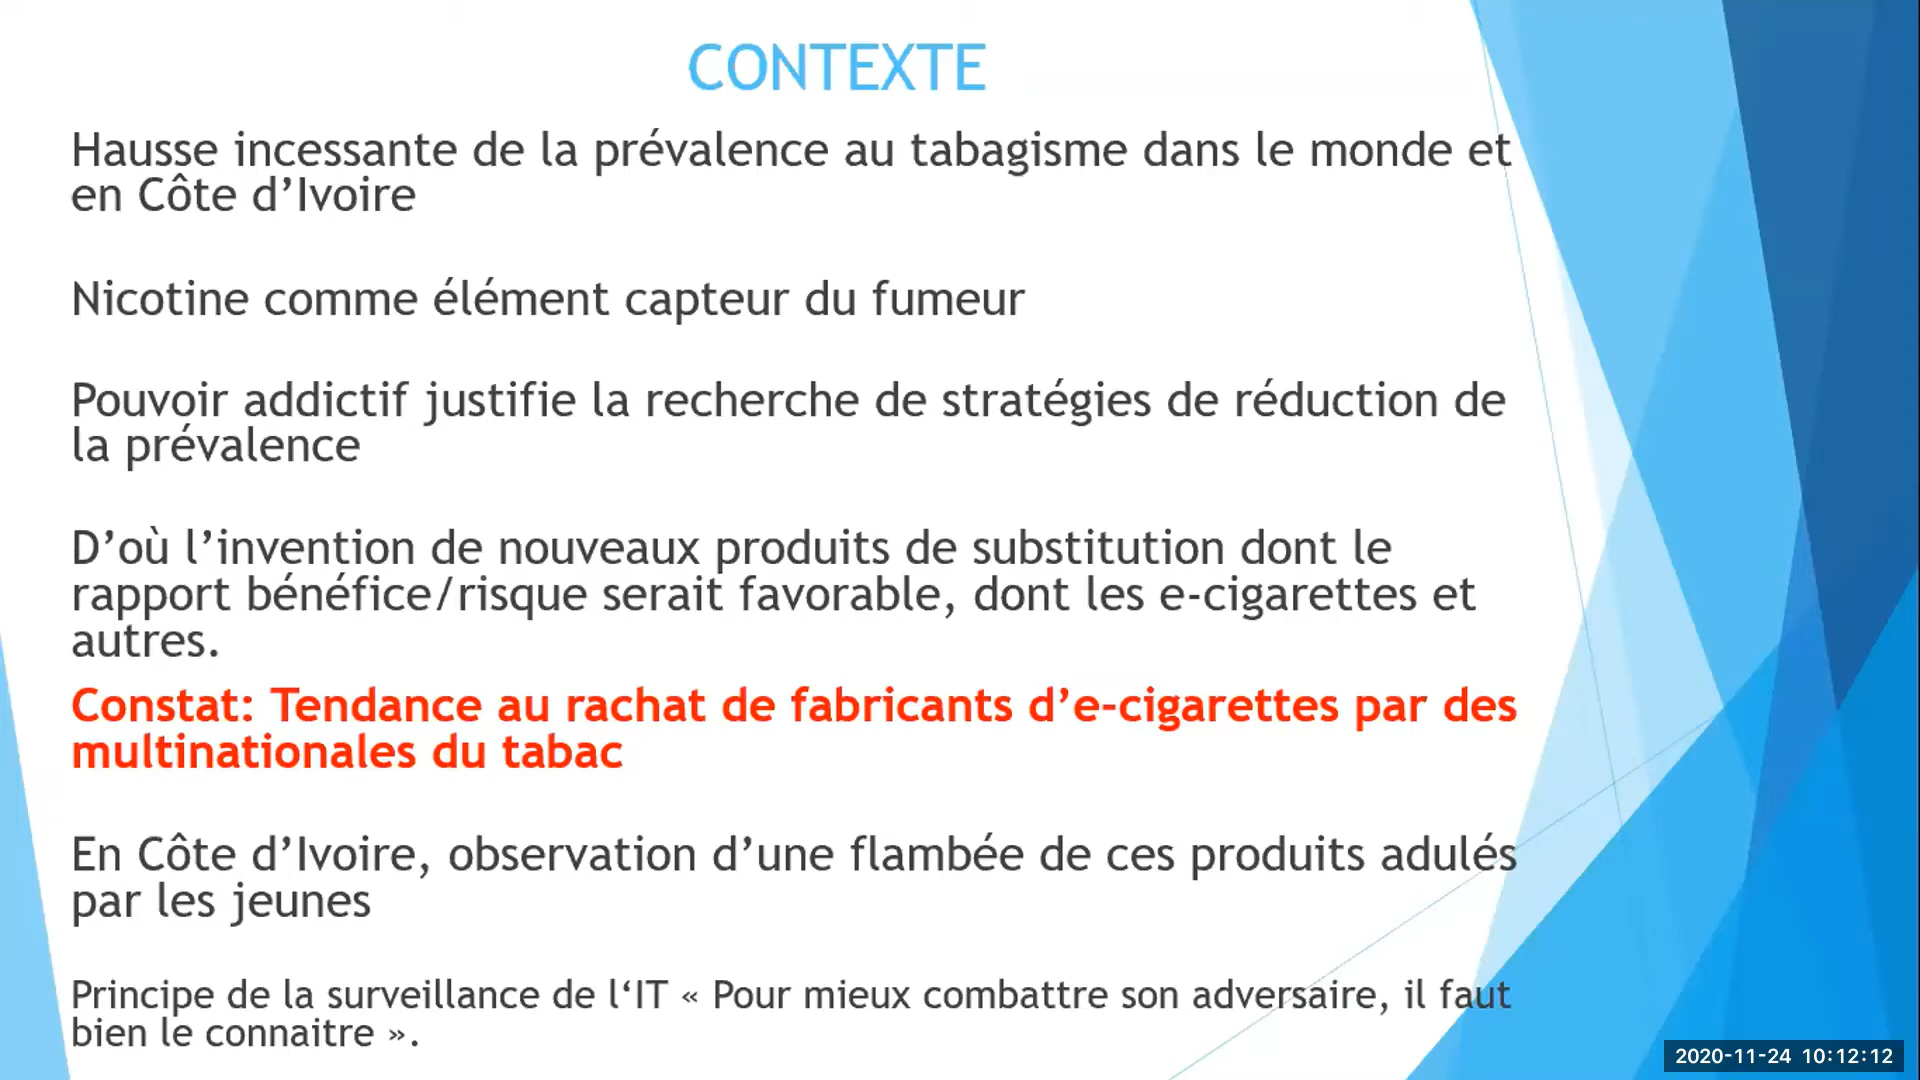 CONTEXTE
Hausse incessante de la prévalence au tabagisme dans le monde et
en Côte d’Ivoire
Nicotine comme élément capteur du fumeur
Pouvoir addictif justifie la recherche de stratégies de réduction de
la prévalence
D’où l’invention de nouveaux produits de substitution dont le
rapport bénéfice/risque serait favorable, dont les e-cigarettes et
autres.
Constat: Tendance au rachat de fabricants d’e-cigarettes par des
multinationales du tabac
En Côte d’Ivoire, observation d’une flambée de ces produits adulés
par les jeunes
Principe de la surveillance de l‘IT « Pour mieux combattre son adversaire, il faut
bien le connaitre ».
2020-11-24 10:12:12